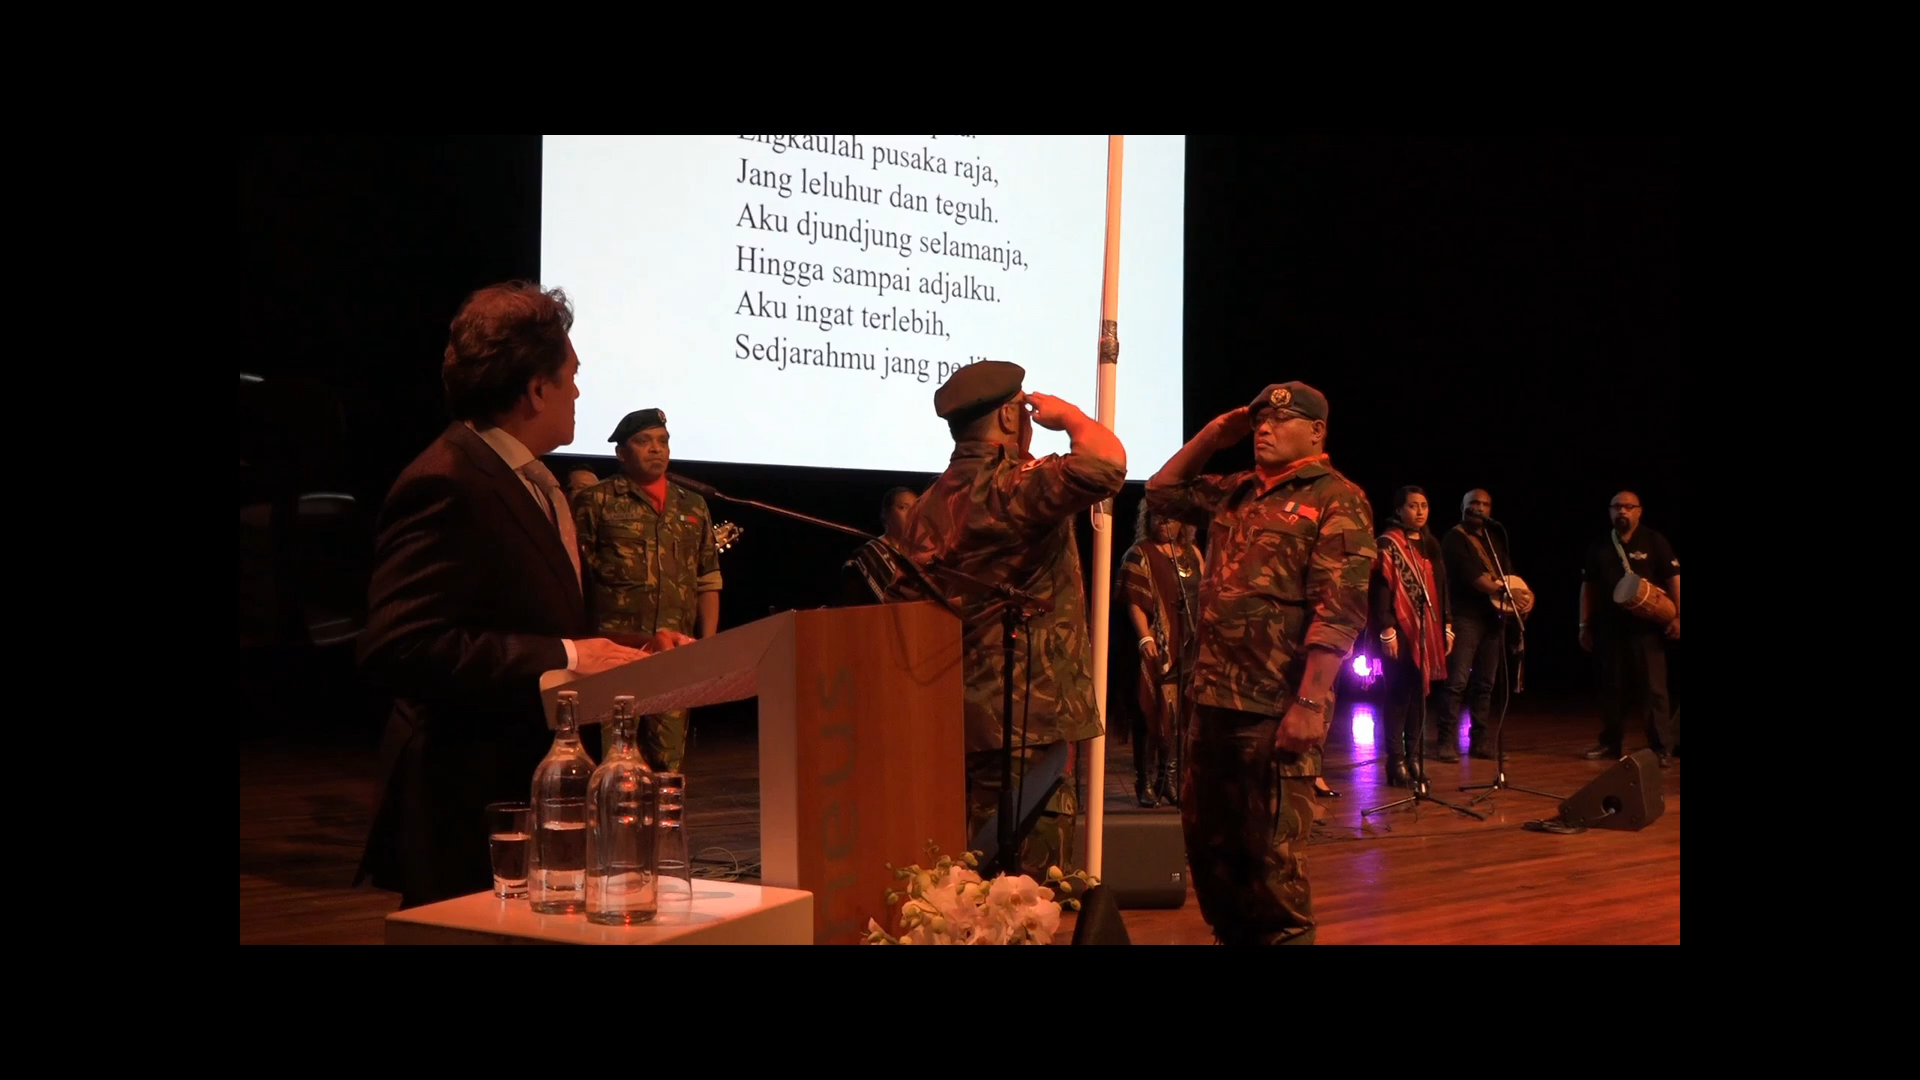 Engkaulah pusaka raja,
Jang leluhur dan teguh.
Aku djundjung selamanja,
Hingga sampai adjalku.
Aku ingat terlebih,
Sedjarahmu jang